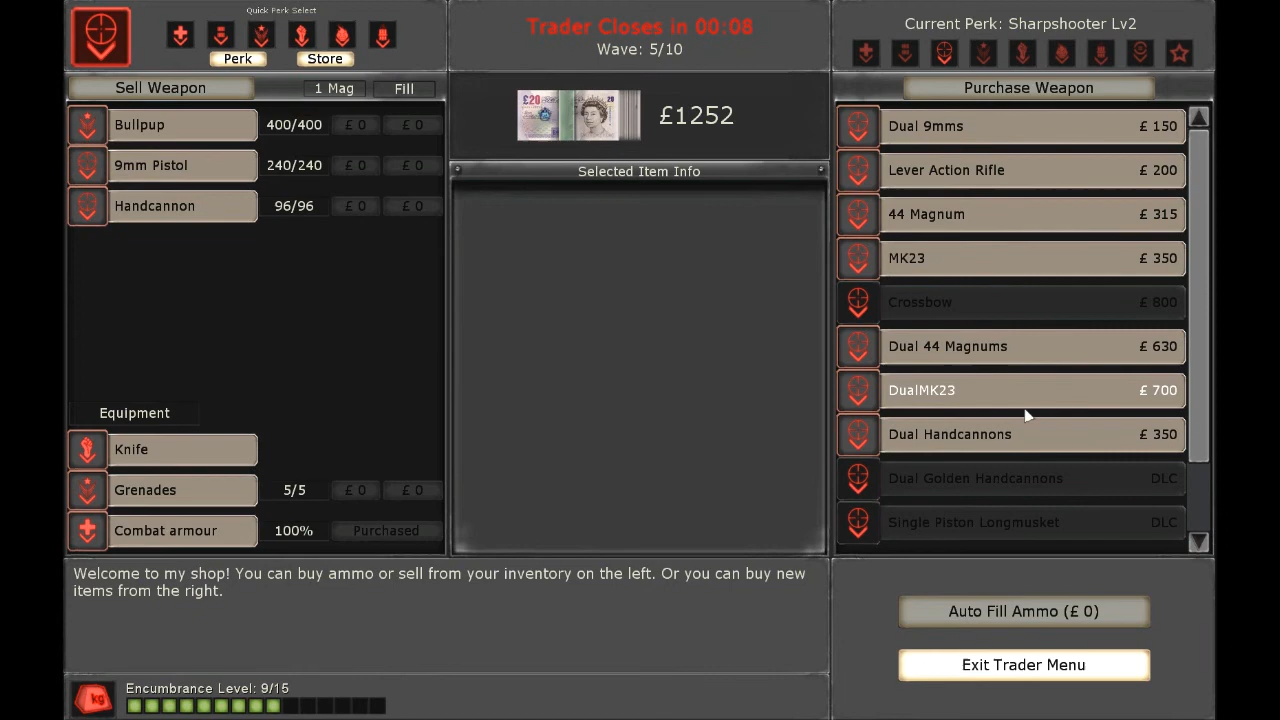 Quick Perk Select
Perk
Store
Trader Closes in 00:08
Wave: 5/10
Current Perk: Sharpshooter Lv2
Sell Weapon
1 Mag
Fill
Bullpup
400/400
£ 0
£ 0
9mm Pistol
240/240
£ 0
£ 0
Handcannon
96/96
£ 0
£ 0
Equipment
Knife
Grenades
5/5
£ 0
£ 0
Combat armour
100%
Purchased
£20
20
£1252
Selected Item Info
Purchase Weapon
Dual 9mms
£ 150
Lever Action Rifle
£ 200
44 Magnum
£ 315
MK23
£ 350
Crossbow
£ 800
Dual 44 Magnums
£ 630
DualMK23
£ 700
Dual Handcannons
£ 350
Dual Golden Handcannons
DLC
Single Piston Longmusket
DLC
Welcome to my shop! You can buy ammo or sell from your inventory on the left. Or you can buy new
items from the right.
Auto Fill Ammo (£ 0)
Exit Trader Menu
kg
Encumbrance Level: 9/15